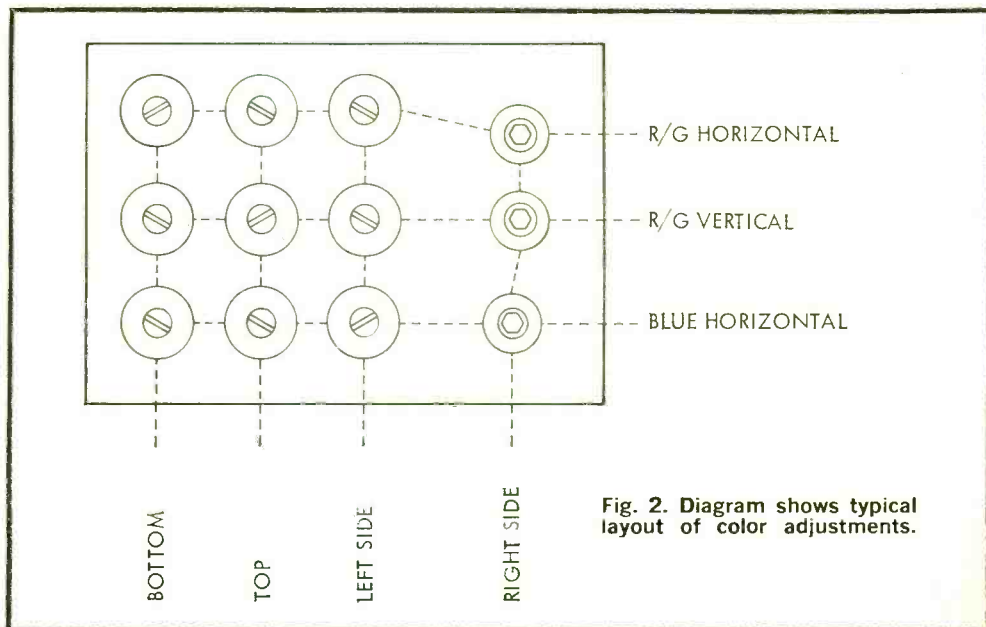 R/G HORIZONTAL
R/G VERTICAL
BLUE HORIZONTAL
BOTTOM
TOP
LEFT SIDE
RIGHT SIDE
Fig. 2. Diagram shows typical
layout of color adjustments.